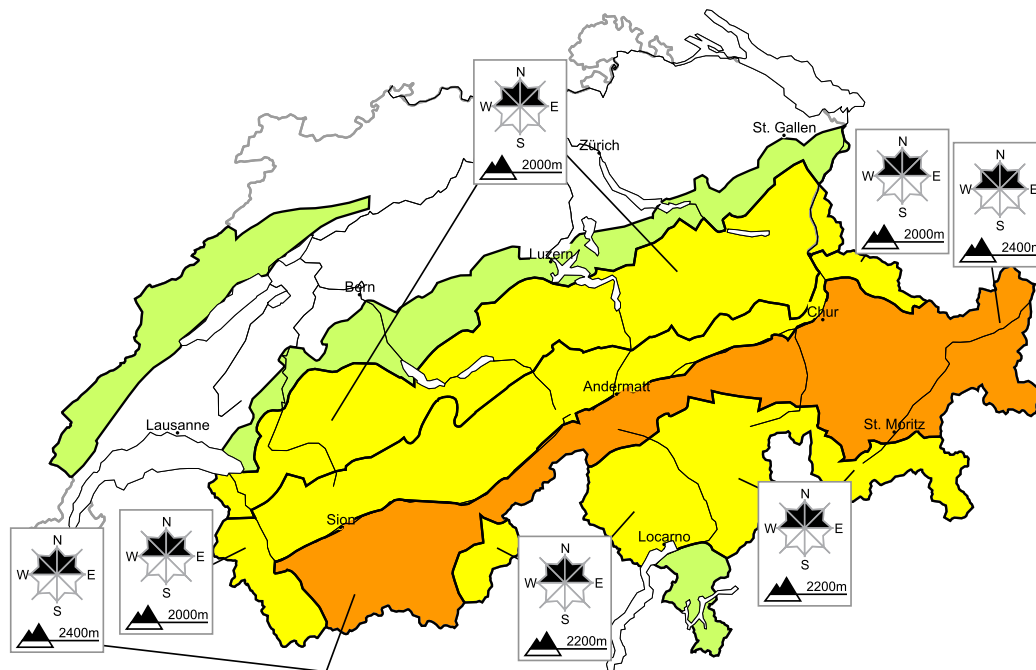 N
W E
S
2000m
St. Gallen
Zürich
N
W E
S
2000m
N
W E
S
2400m
Luzern
Bern
Chur
Andermatt
Lausanne
St. Moritz
Sion
Locarno
N
W E
S
2200m
N
W E
S
2000m
N
W E
S
2400m
N
W E
S
2200m